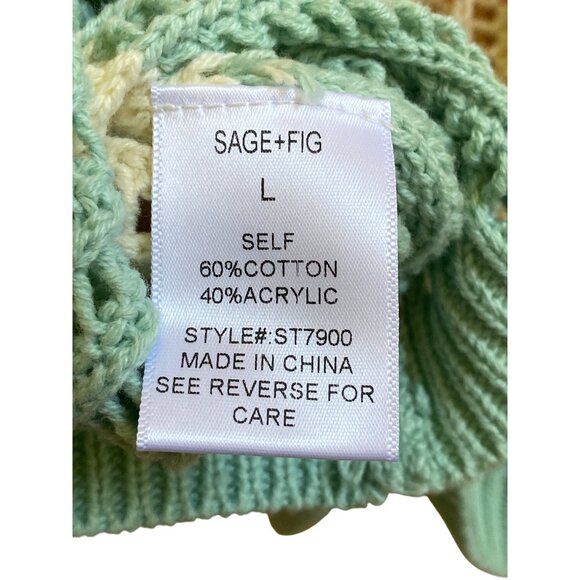 SAGE+FIG
L
SELF
60%COTTON
40%ACRYLIC
STYLE#:ST7900
MADE IN CHINA
SEE REVERSE FOR
CARE